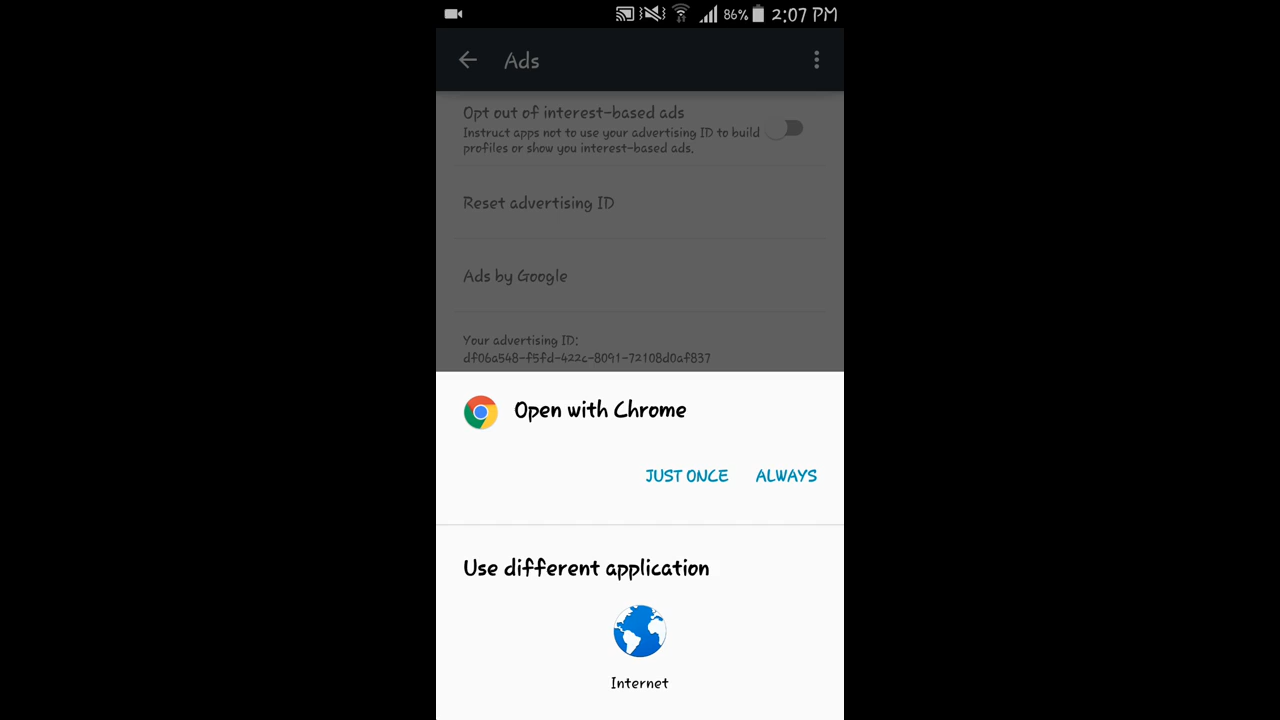 86% 2:07 PM
Ads
Opt out of interest-based ads
Instruct apps not to use your advertising ID to build
profiles or show you interest-based ads.
Reset advertising ID
Ads by Google
Your advertising ID:
df06a548-f5fd-422c-8091-72108d0af837
Open with Chrome
JUST ONCE ALWAYS
Use different application
Internet